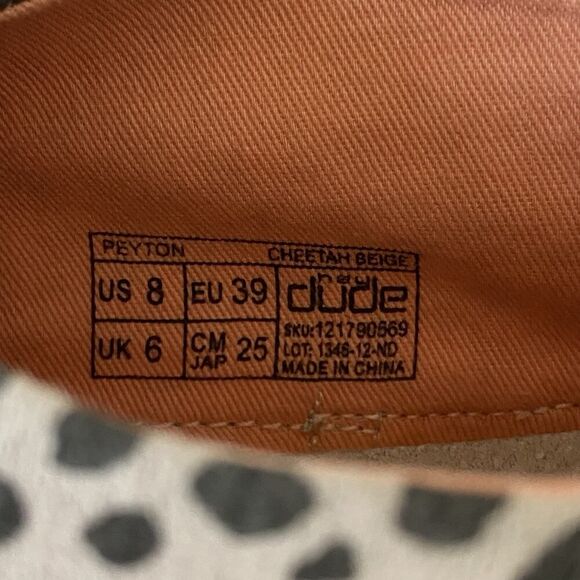 PEYTON CHEETAH BEIGE
US 8 EU 39
UK 6 CM JAP 25
hey
dude
SKU:121790569
LOT: 1346-12-ND
MADE IN CHINA